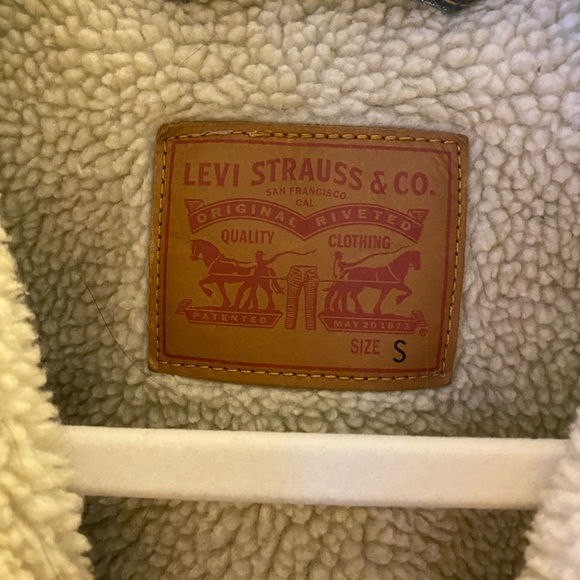 LEVI STRAUSS & CO.
SAN FRANCISCO
CAL.
ORIGINAL RIVETED
QUALITY CLOTHING
PATENTED MAY 20 1873
SIZE S